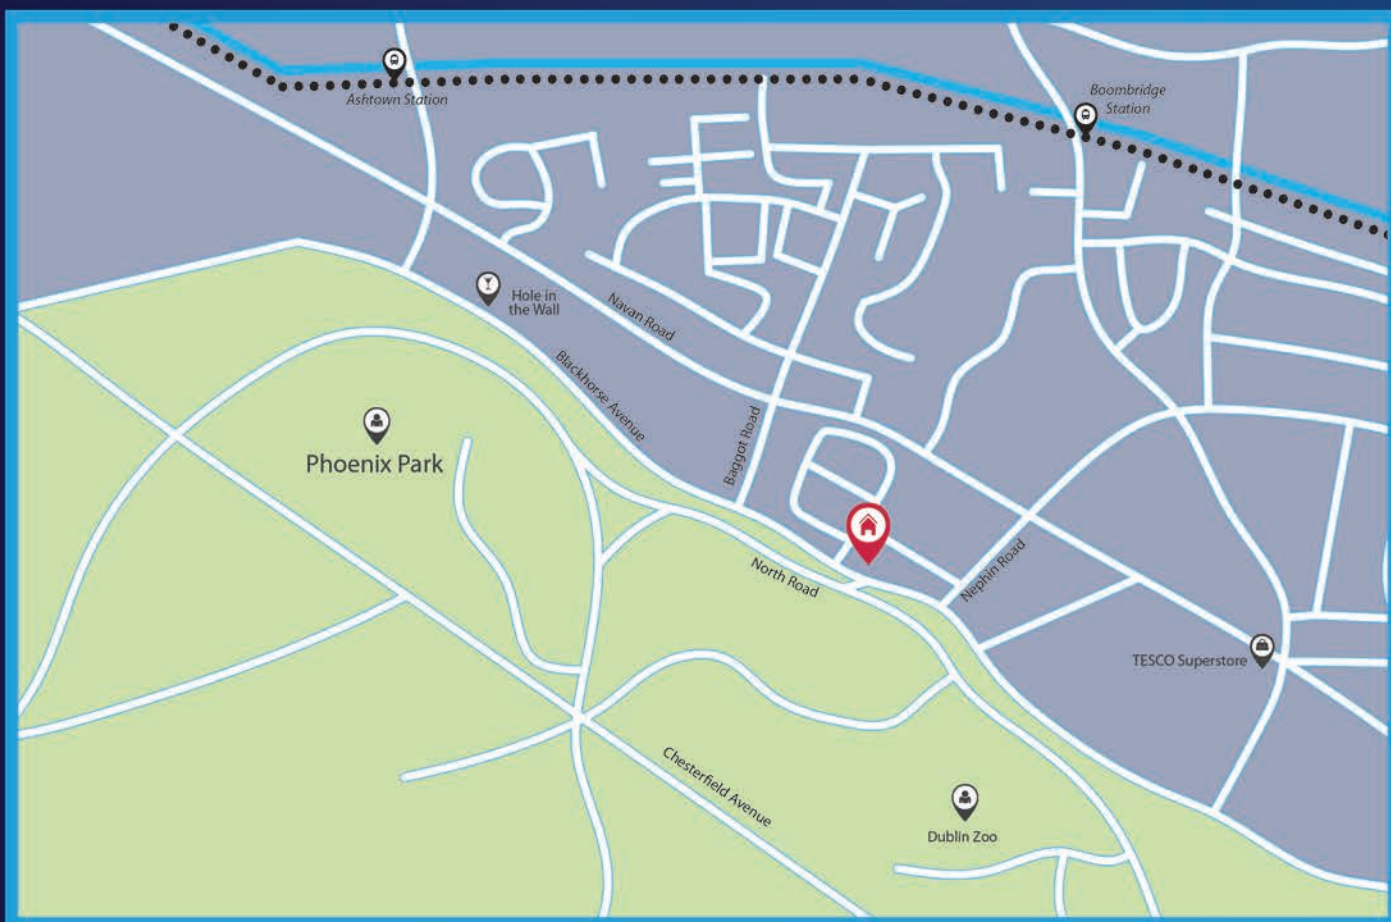 Ashtown Station
Boombridge
Station
Hole in
the Wall
Navan Road
Blackhorse Avenue
Baggot Road
Phoenix Park
North Road
Nephin Road
TESCO Superstore
Chesterfield Avenue
Dublin Zoo